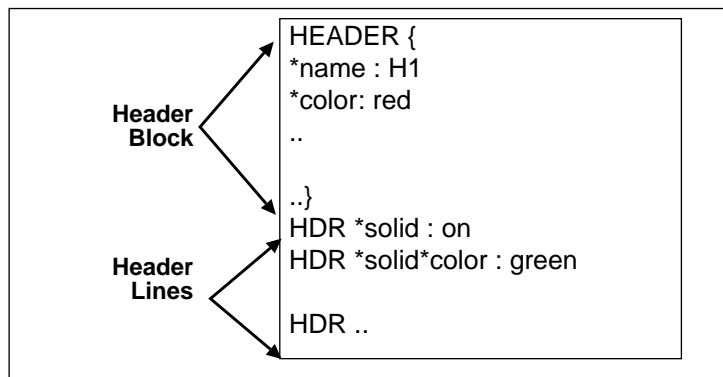 Header
Block
HEADER {
*name : H1
*color: red
..
..}
Header
Lines
HDR *solid : on
HDR *solid*color : green
HDR ..